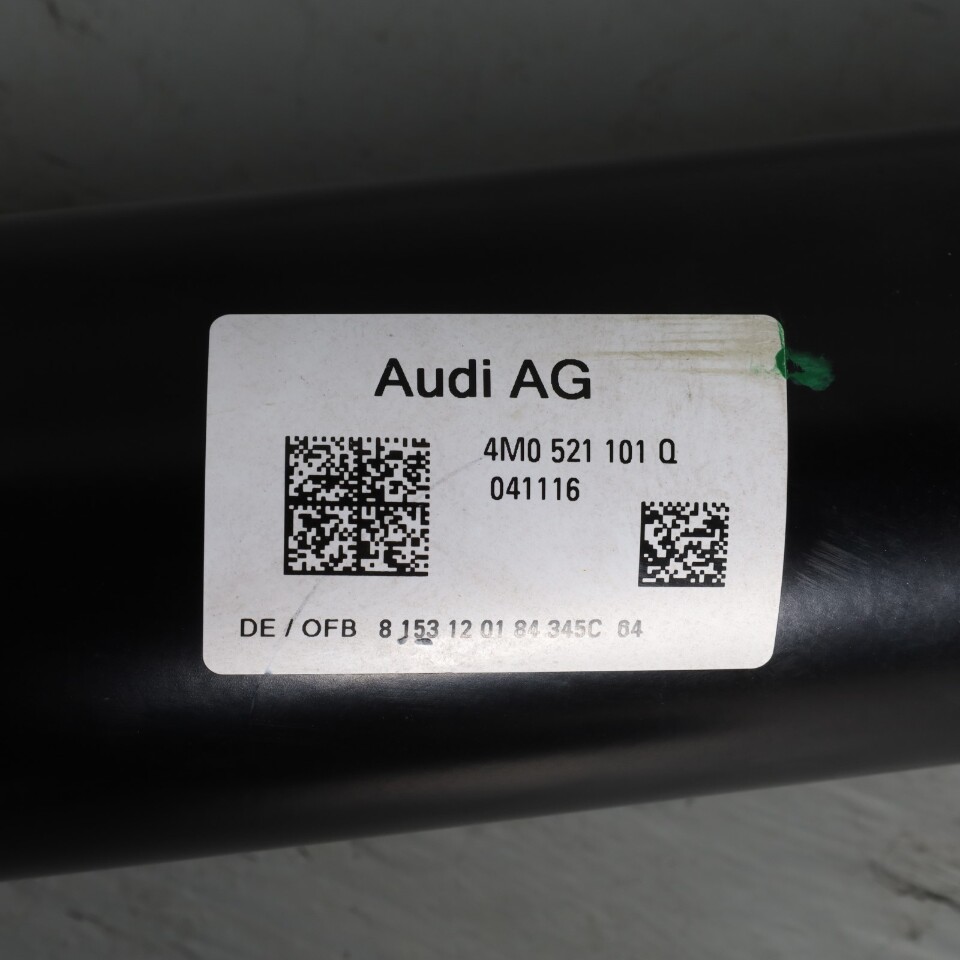 Audi AG
4M0 521 101 Q
041116
DE / OFB 8 153 12 01 84 345C 64